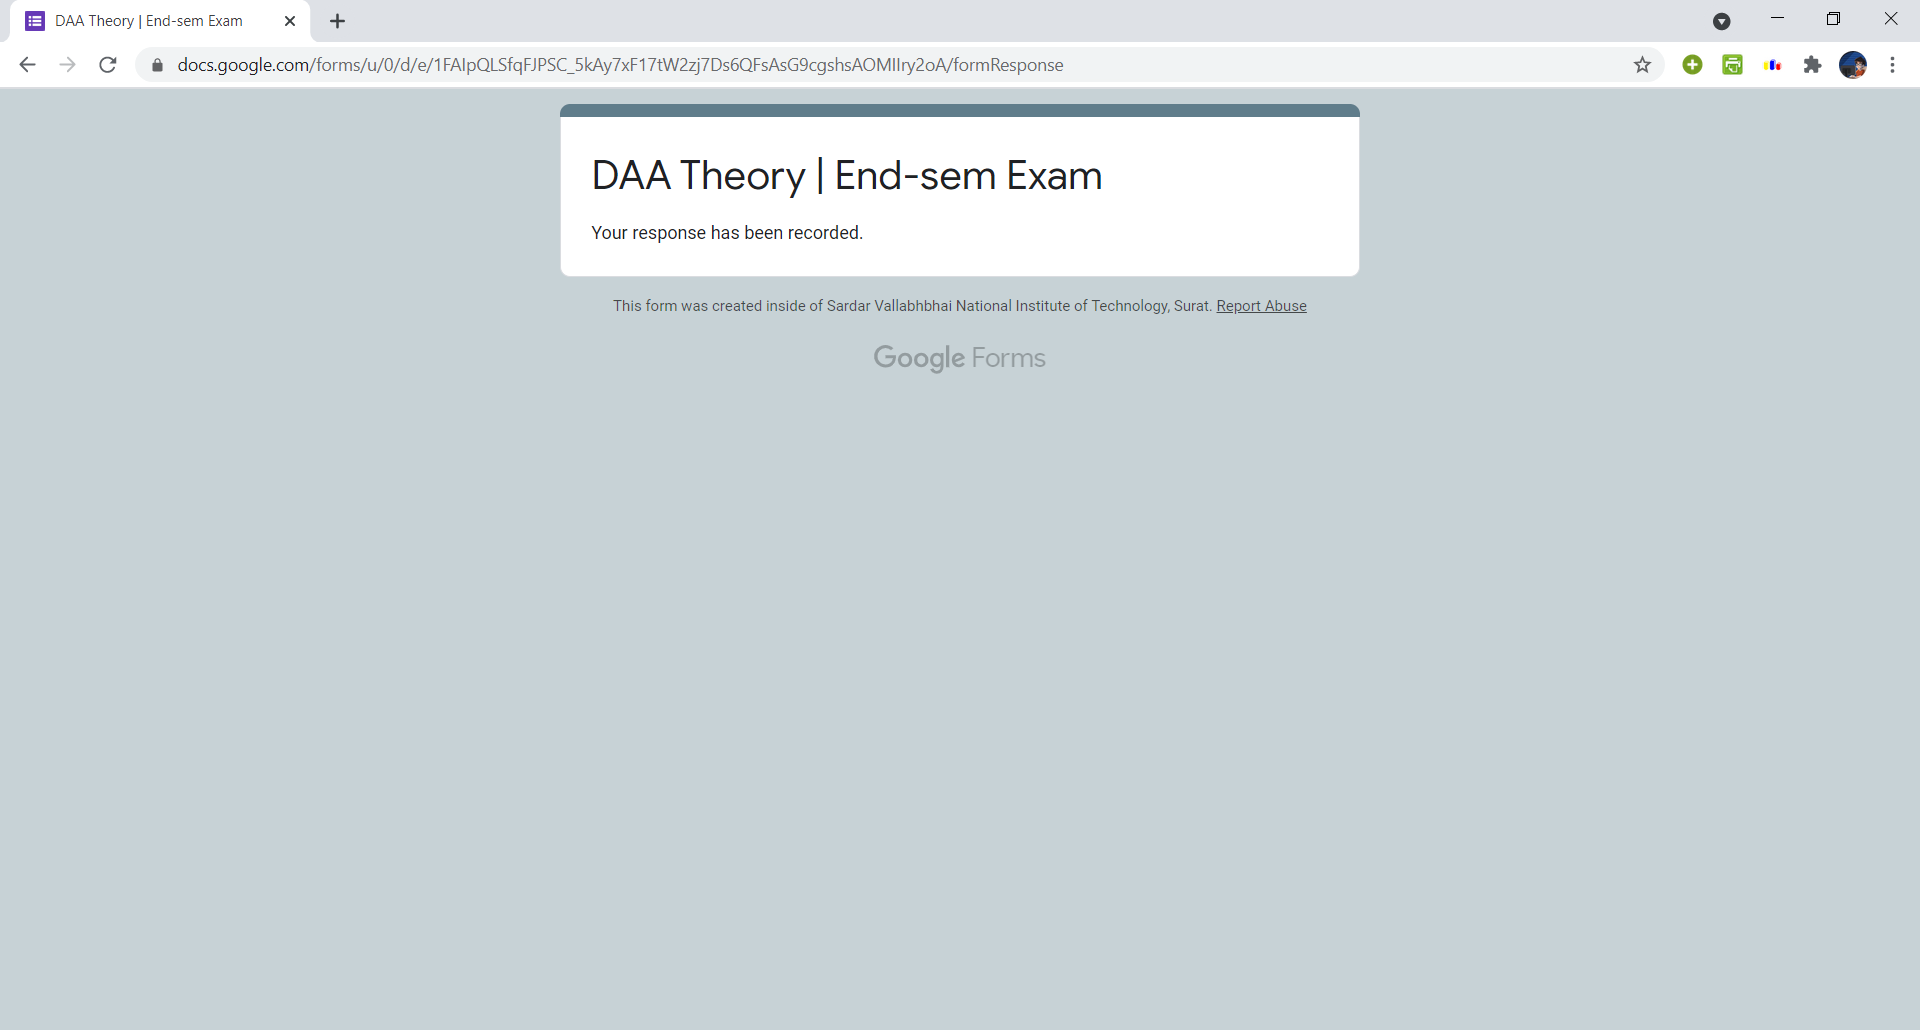 DAA Theory | End-sem Exam
docs.google.com/forms/u/0/d/e/1FAIpQLSfqFJPSC_5kAy7xF17tW2zj7Ds6QFsAsG9cgshsAOMIIry2oA/formResponse
DAA Theory | End-sem Exam
Your response has been recorded.
This form was created inside of Sardar Vallabhbhai National Institute of Technology, Surat. Report Abuse
Google Forms